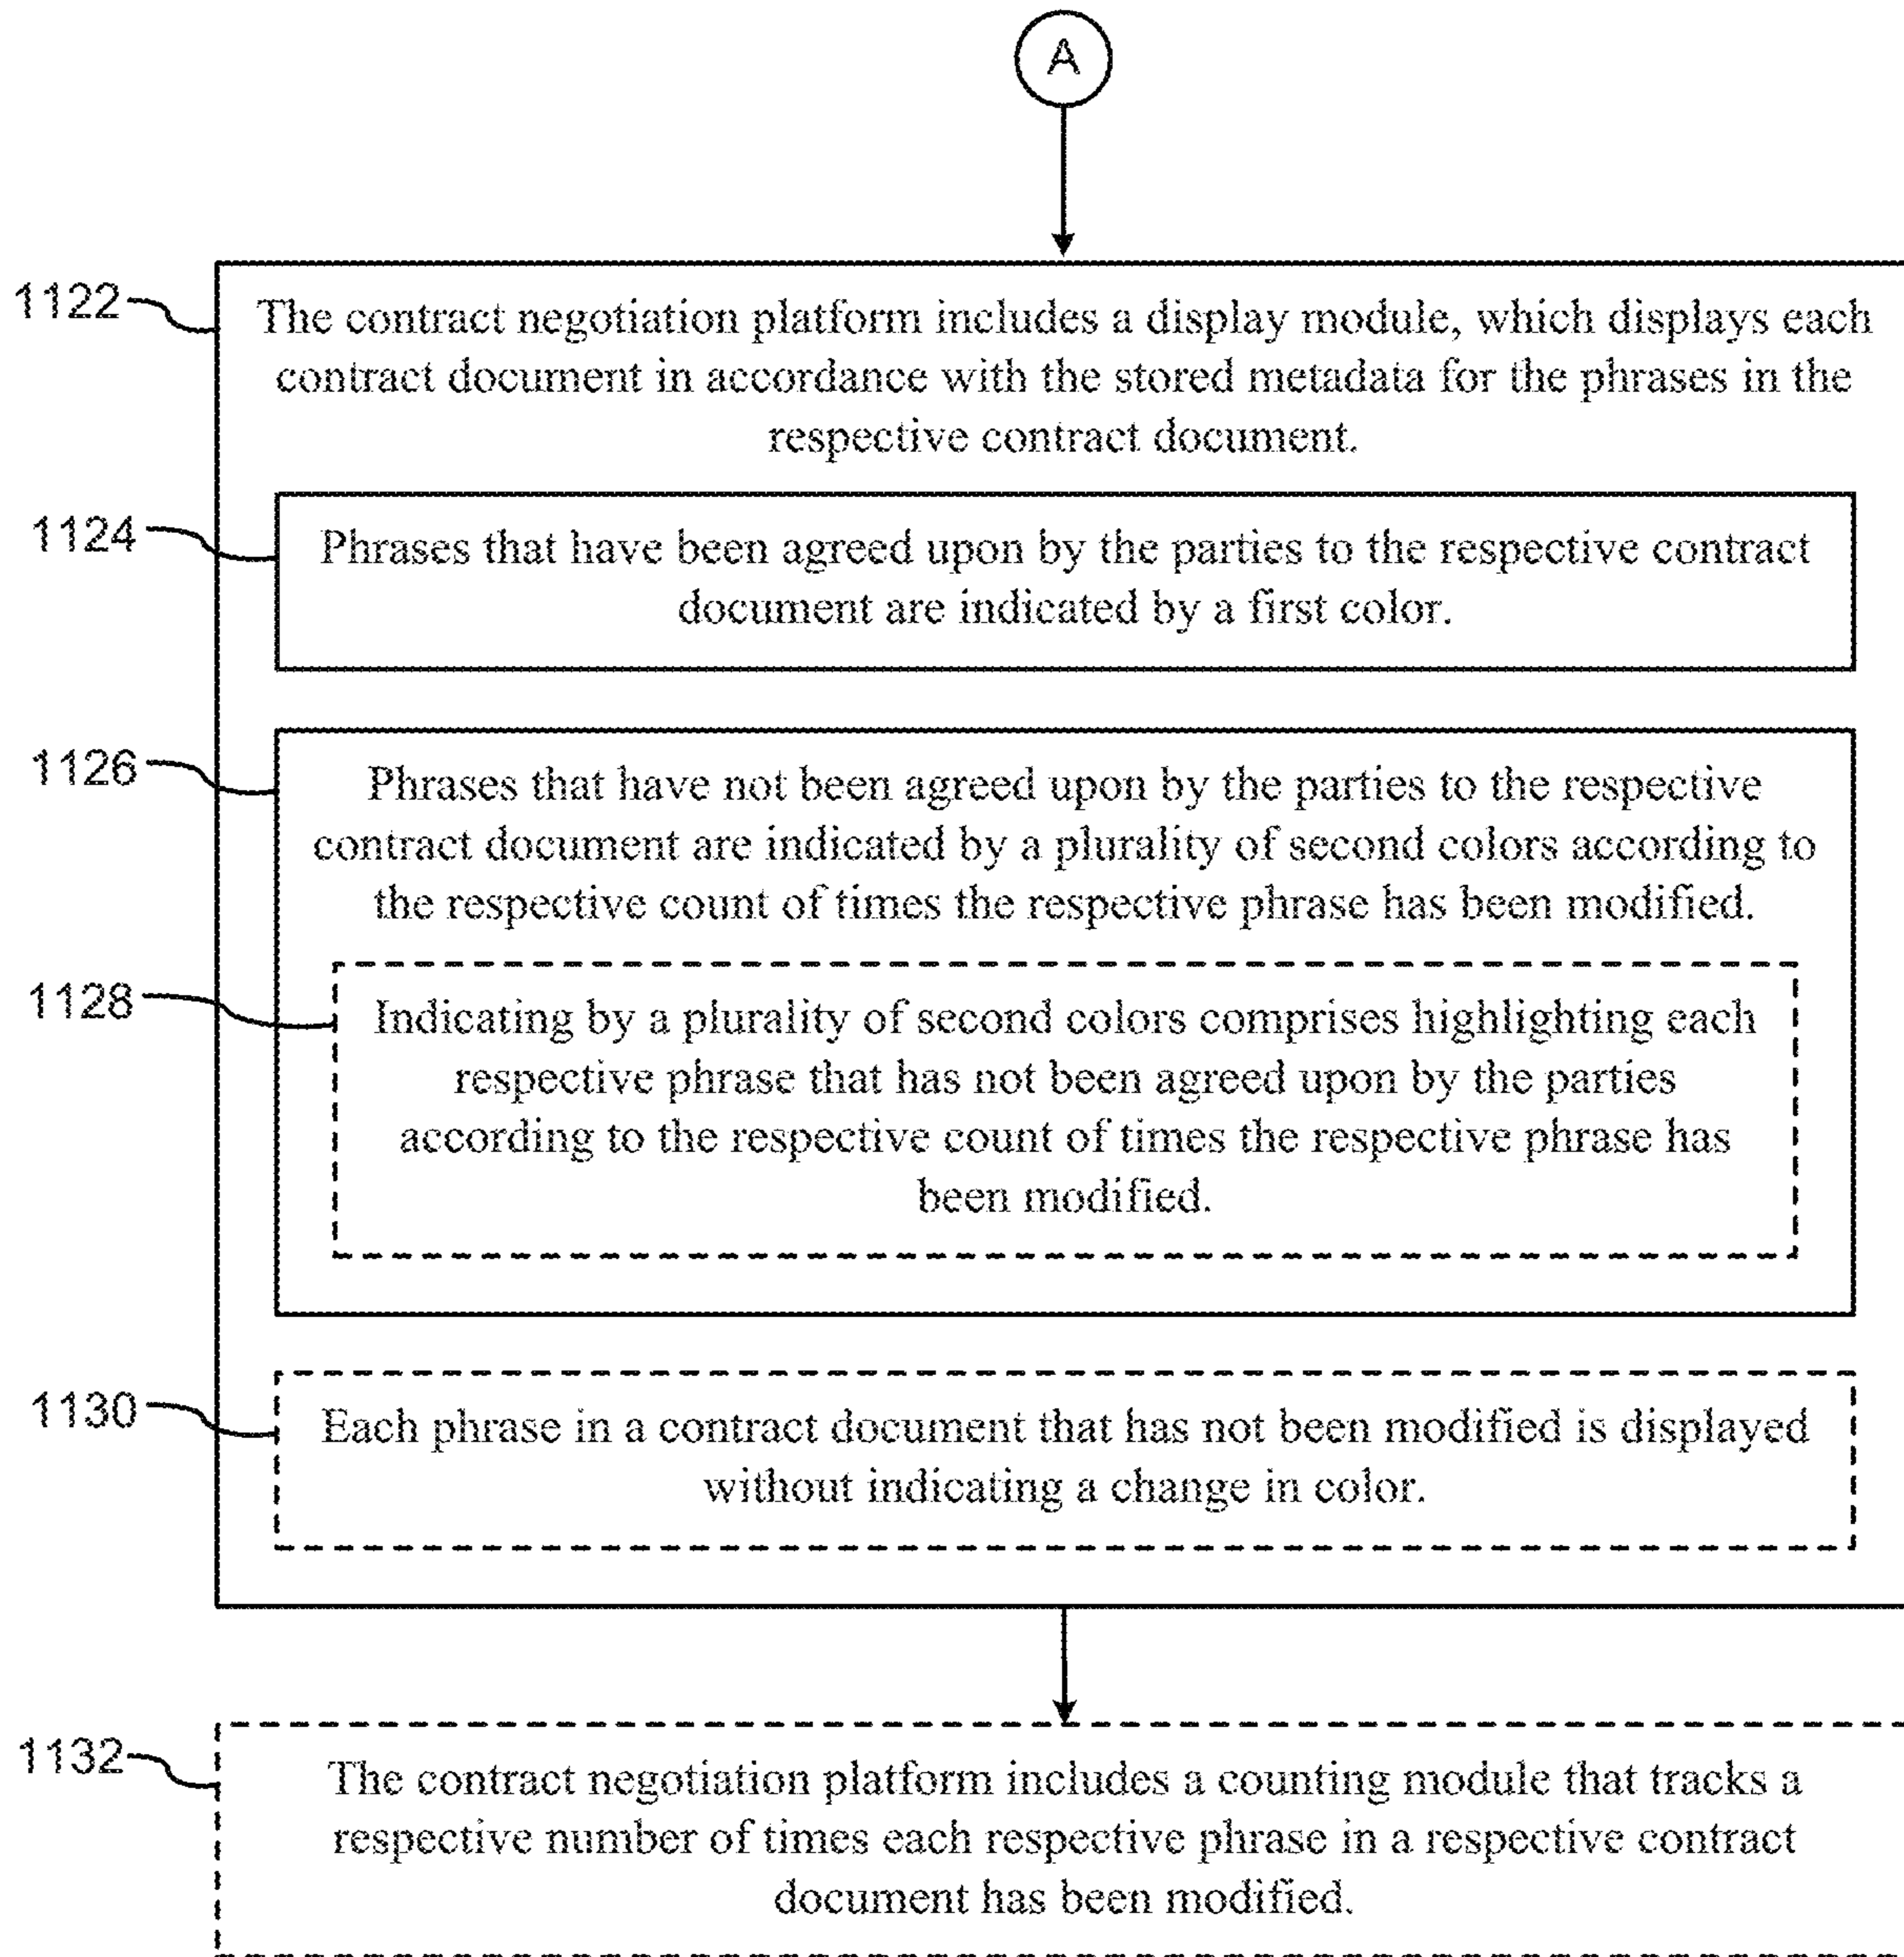 A
1122
The contract negotiation platform includes a display module, which displays each
contract document in accordance with the stored metadata for the phrases in the
respective contract document.
1124
Phrases that have been agreed upon by the parties to the respective contract
document are indicated by a first color.
1126
Phrases that have not been agreed upon by the parties to the respective
contract document are indicated by a plurality of second colors according to
the respective count of times the respective phrase has been modified.
1128
Indicating by a plurality of second colors comprises highlighting each
respective phrase that has not been agreed upon by the parties
according to the respective count of times the respective phrase has
been modified.
1130
Each phrase in a contract document that has not been modified is displayed
without indicating a change in color.
1132
The contract negotiation platform includes a counting module that tracks a
respective number of times each respective phrase in a respective contract
document has been modified.